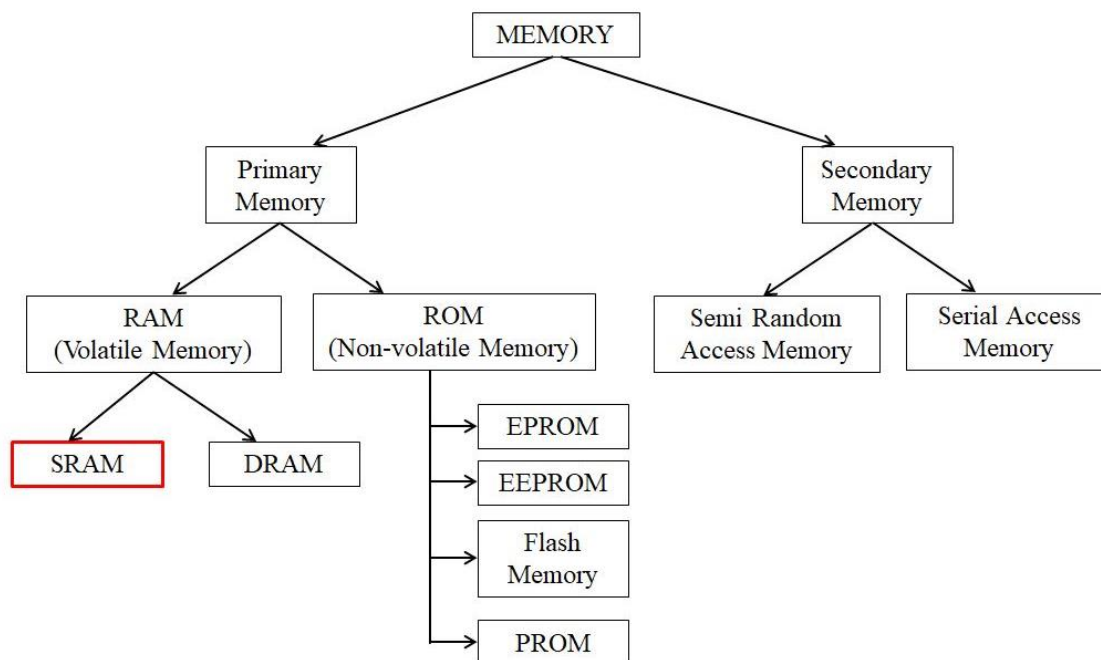 MEMORY
Primary
Memory
Secondary
Memory
RAM
(Volatile Memory)
ROM
(Non-volatile Memory)
Semi Random
Access Memory
Serial Access
Memory
SRAM
DRAM
EPROM
EEPROM
Flash
Memory
PROM